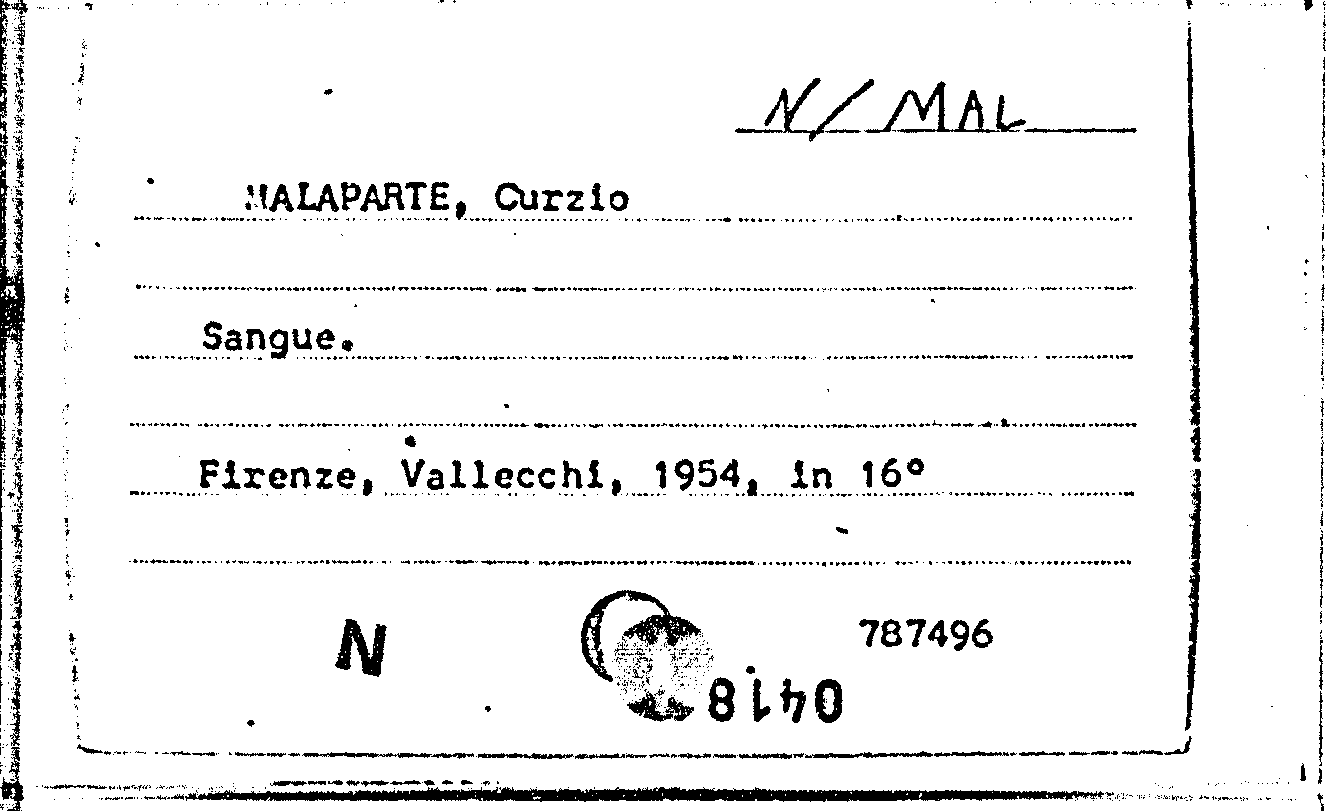 N/MAL
MALAPARTE, Curzio
Sangue.
Firenze, Vallecchi, 1954, in 16°
N
787496
0418